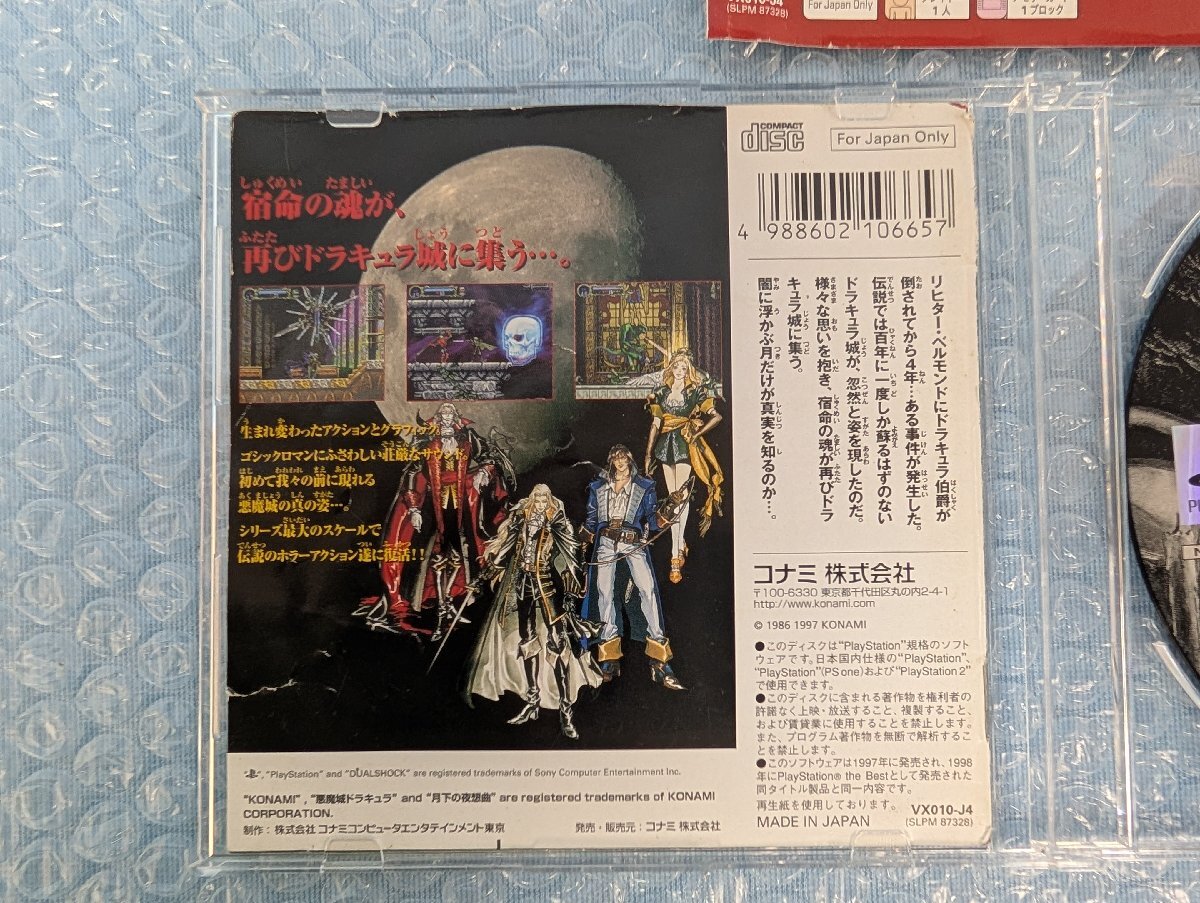 VX010-J4
(SLPM 87328)
For Japan Only
1人
1ブロック
宿命の魂が、
再びドラキュラ城に集う…。
生まれ変わったアクションとグラフィック
ゴシックロマンにふさわしい荘厳なサウンド。
初めて我々の前に現れる
悪魔城の真の姿…。
シリーズ最大のスケールで
伝説のホラーアクション遂に復活!!
COMPACT
disc
For Japan Only
4 988602 106657
リヒター・ベルモンドにドラキュラ伯爵が
倒されてから4年…ある事件が発生した。
伝説では百年に一度しか蘇るはずのない
ドラキュラ城が、忽然と姿を現したのだ。
様々な思いを抱き、宿命の魂が再びドラ
キュラ城に集う。
闇に浮かぶ月だけが真実を知るのか…。
コナミ 株式会社
〒100-6330 東京都千代田区丸の内2-4-1
http://www.konami.com
© 1986 1997 KONAMI
●このディスクは"PlayStation"規格のソフト
ウェアです。日本国内仕様の"PlayStation"、
"PlayStation"(PS one)および"PlayStation 2"
で使用できます。
●このディスクに含まれる著作物を権利者の
許諾なく上映・放送すること、複製すること、
および賃貸業に使用することを禁止します。
また、プログラム著作物を無断で解析するこ
とを禁止します。
●このソフトウェアは1997年に発売され、1998
年にPlayStation® the Bestとして発売された
同タイトル製品と同一内容です。
再生紙を使用しております。
VX010-J4
MADE IN JAPAN
(SLPM 87328)
"PlayStation" and "DUALSHOCK" are registered trademarks of Sony Computer Entertainment Inc.
"KONAMI", "悪魔城ドラキュラ" and "月下の夜想曲" are registered trademarks of KONAMI
CORPORATION.
制作：株式会社 コナミコンピュータエンタテインメント東京
発売・販売元：コナミ 株式会社